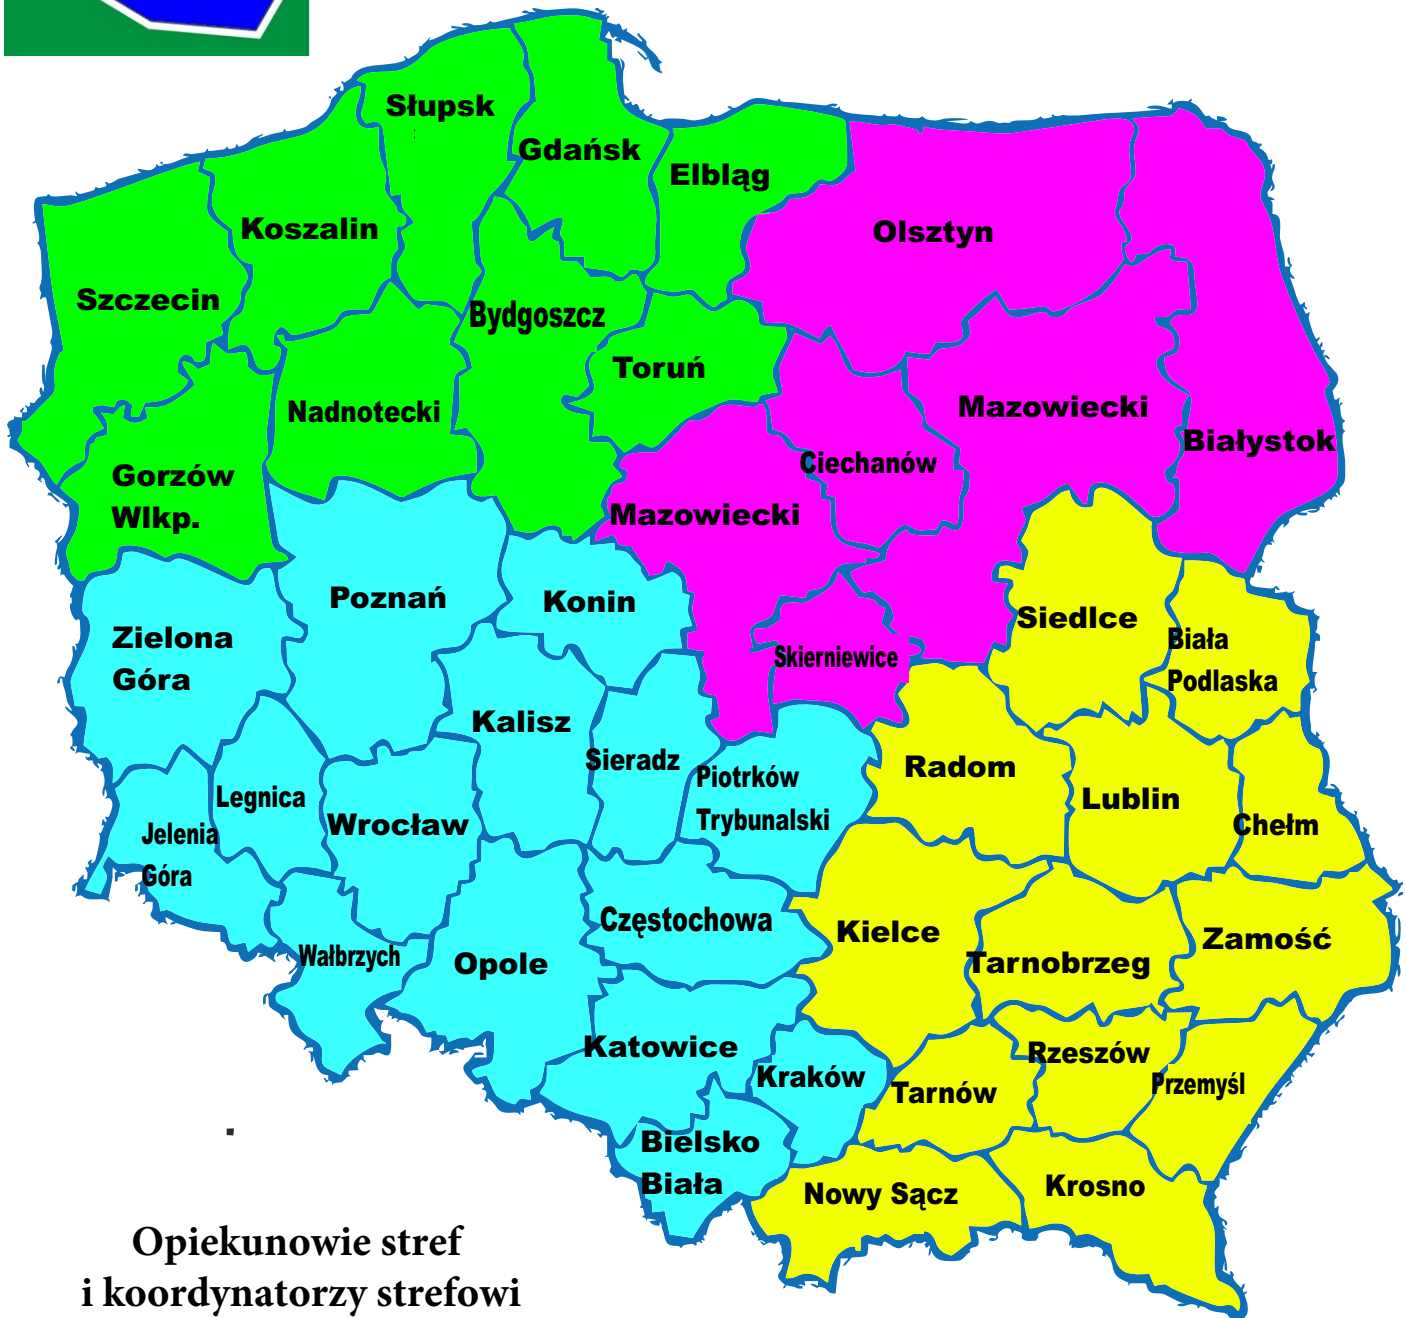 Słupsk
Gdańsk
Elbląg
Koszalin
Olsztyn
Szczecin
Bydgoszcz
Toruń
Nadnotecki
Mazowiecki
Białystok
Ciechanów
Gorzów
Wlkp.
Mazowiecki
Poznań
Konin
Siedlce
Zielona
Góra
Biała
Podlaska
Skierniewice
Kalisz
Sieradz
Piotrków
Trybunalski
Radom
Legnica
Lublin
Wrocław
Chełm
Jelenia
Góra
Częstochowa
Kielce
Zamość
Wałbrzych
Opole
Tarnobrzeg
Katowice
Kraków
Rzeszów
Tarnów
Przemyśl
Bielsko
Biała
Nowy Sącz
Krosno
Opiekunowie stref
i koordynatorzy strefowi